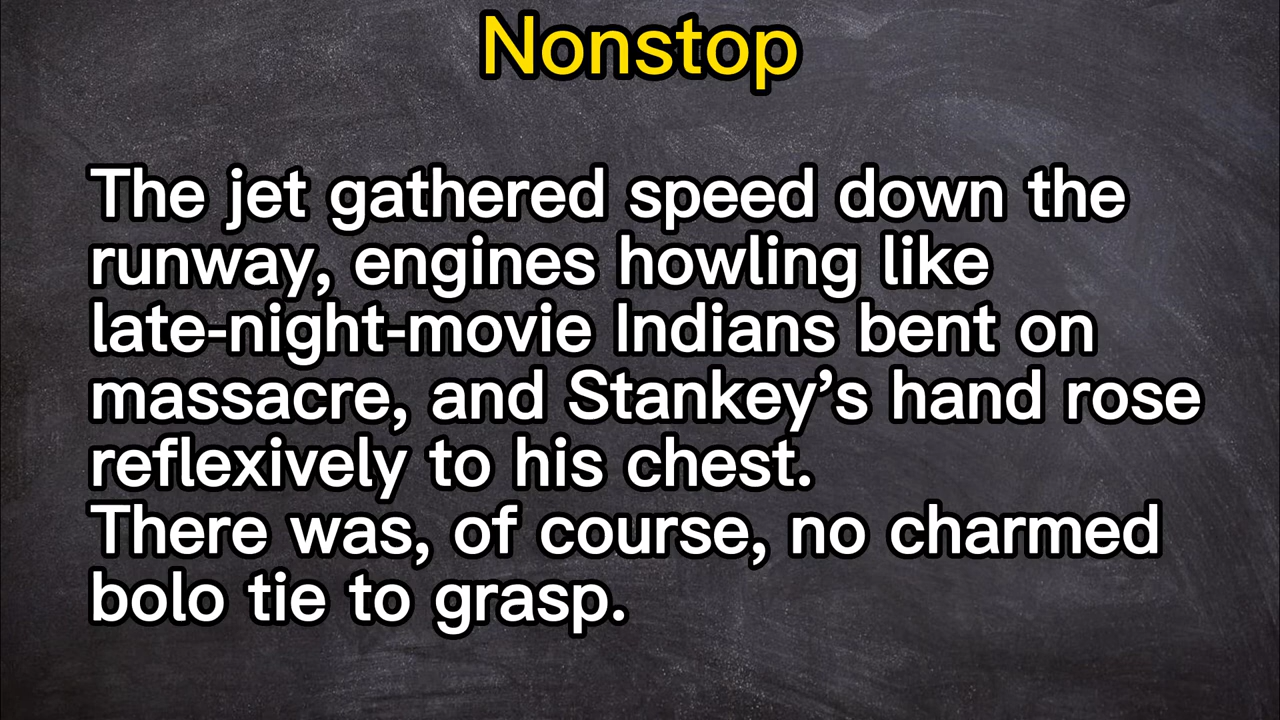 Nonstop
The jet gathered speed down the
runway, engines howling like
late-night-movie Indians bent on
massacre, and Stankey’s hand rose
reflexively to his chest.
There was, of course, no charmed
bolo tie to grasp.